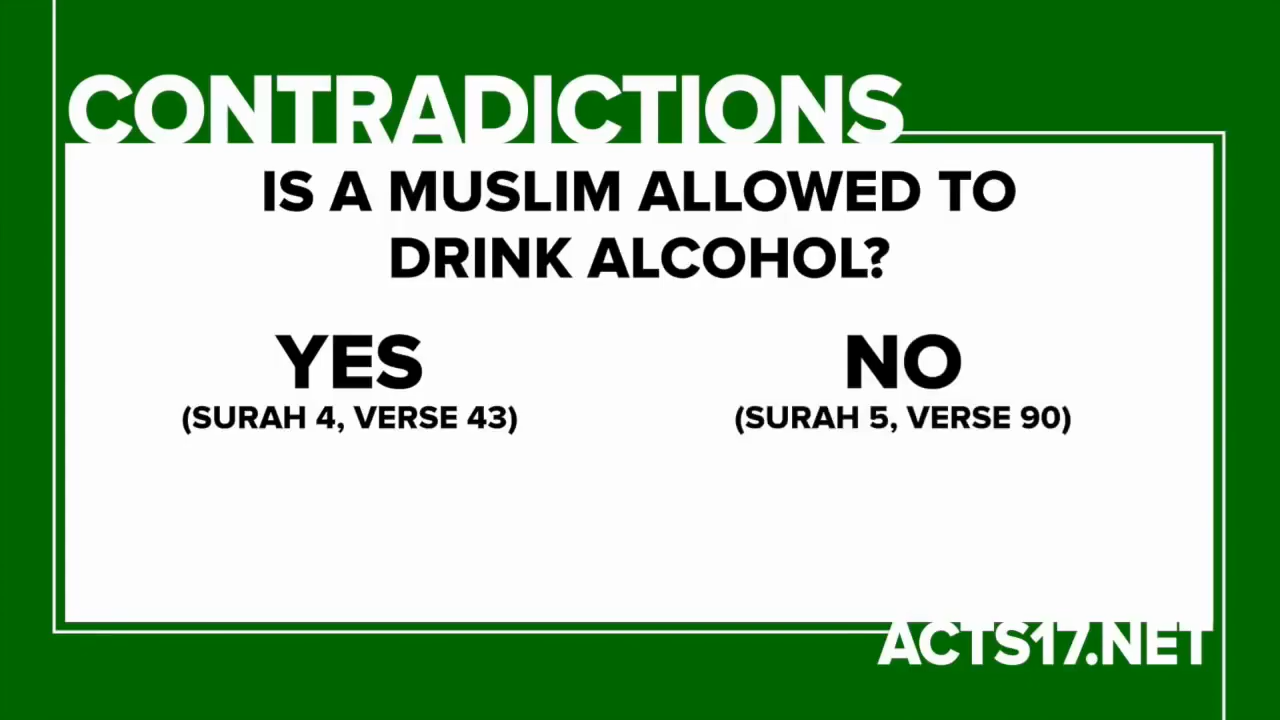 CONTRADICTIONS
IS A MUSLIM ALLOWED TO
DRINK ALCOHOL?
YES
(SURAH 4, VERSE 43)
NO
(SURAH 5, VERSE 90)
ACTS17.NET